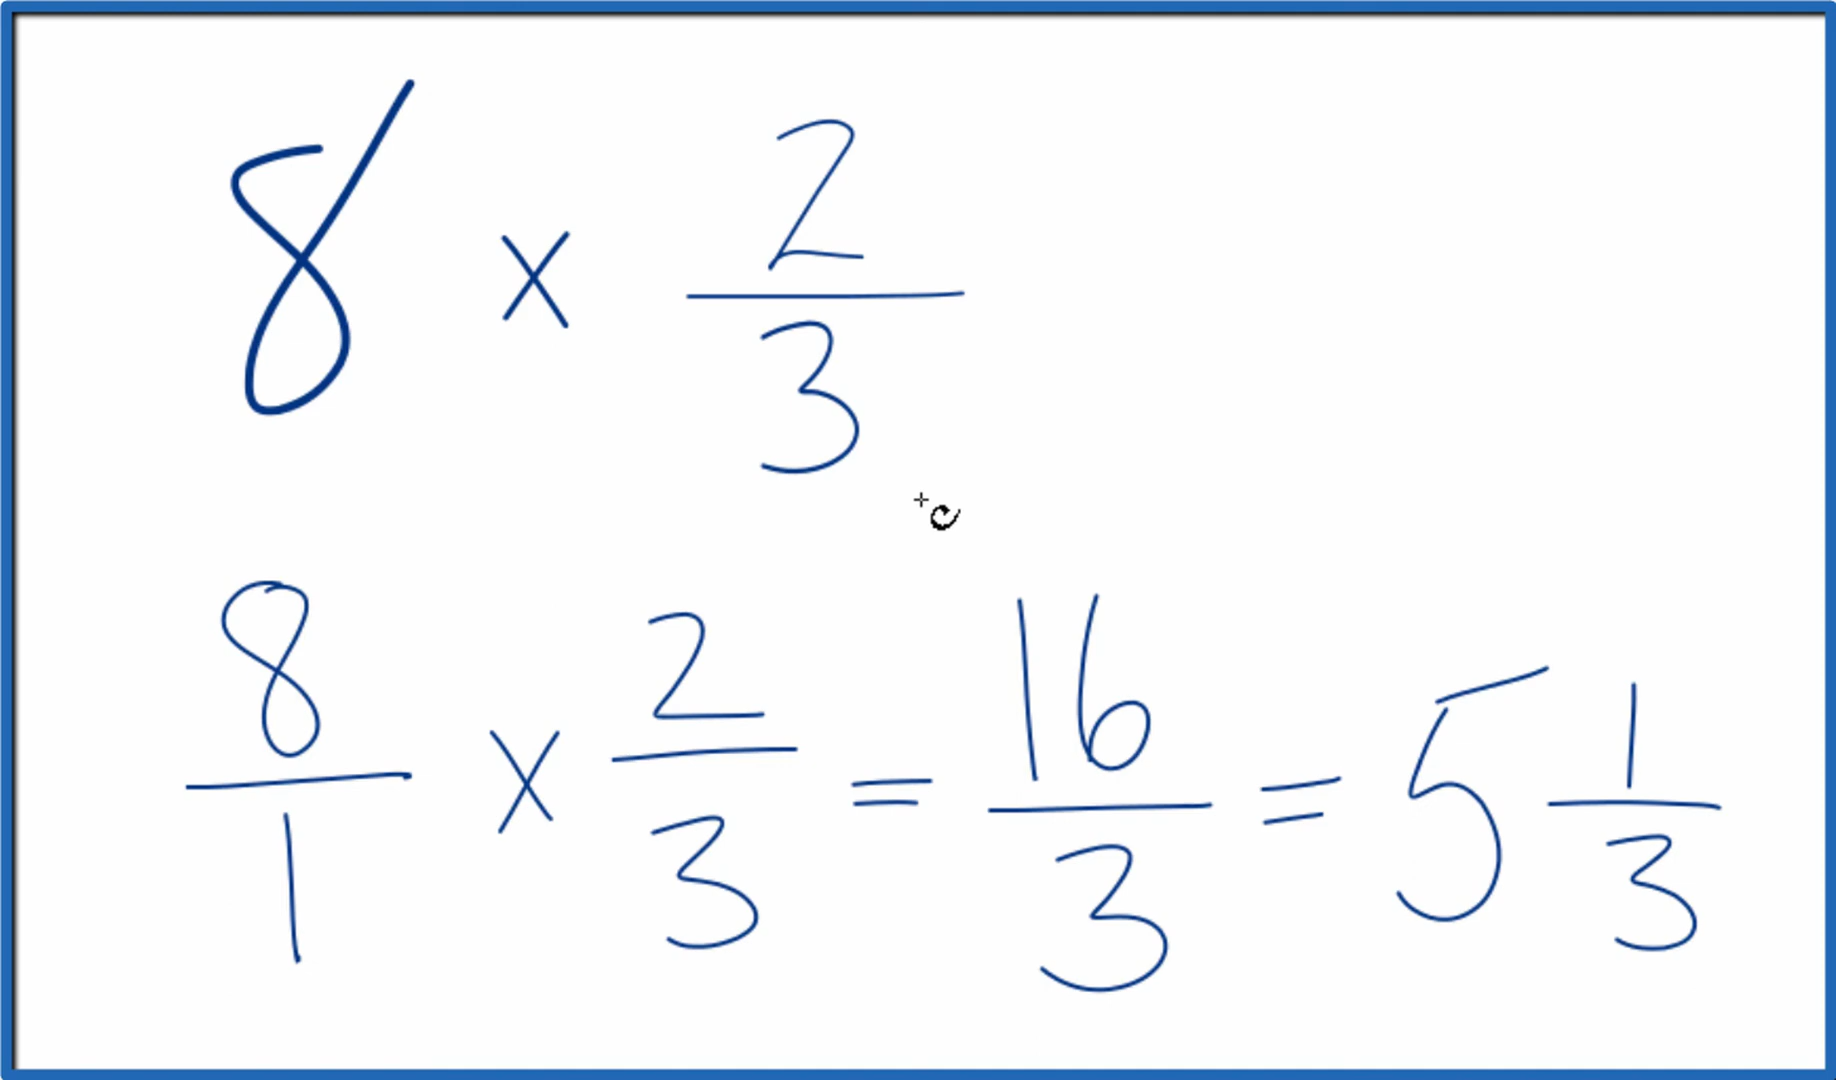 8 x 2/3
8/1 x 2/3 = 16/3 = 5 1/3